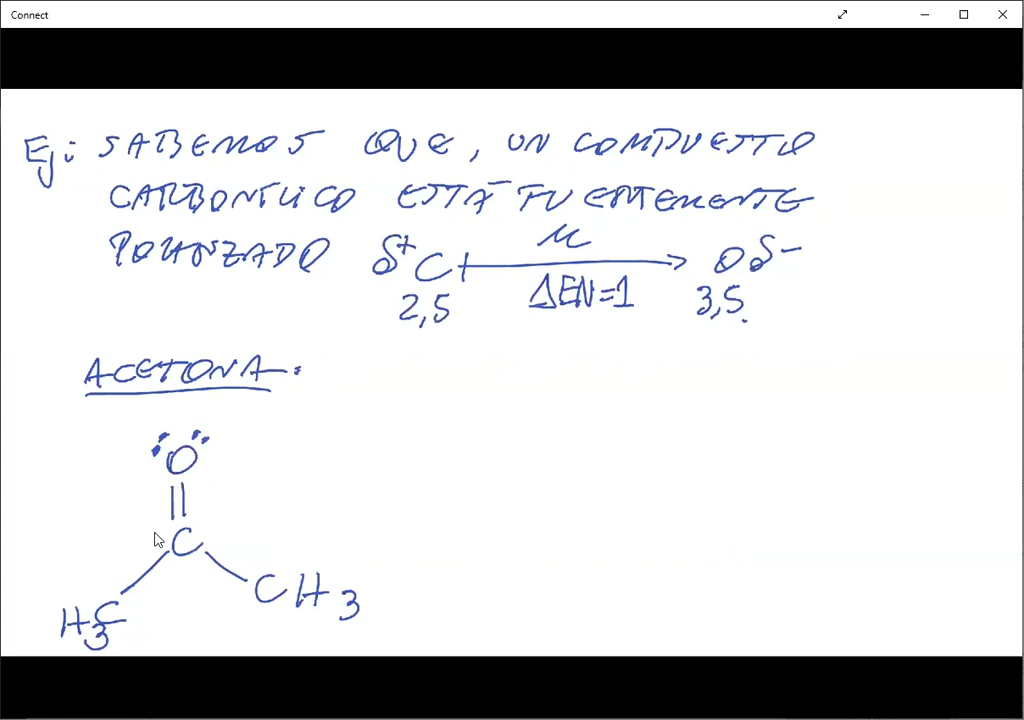 Connect
Ej: SABEMOS QUE, UN COMPUESTO
CARBONÍLICO ESTÁ FUERTEMENTE
POLARIZADO δ+ C δ- O
μ
ΔEN=1
2,5 3,5.
ACETONA:
O
C
H3C CH3